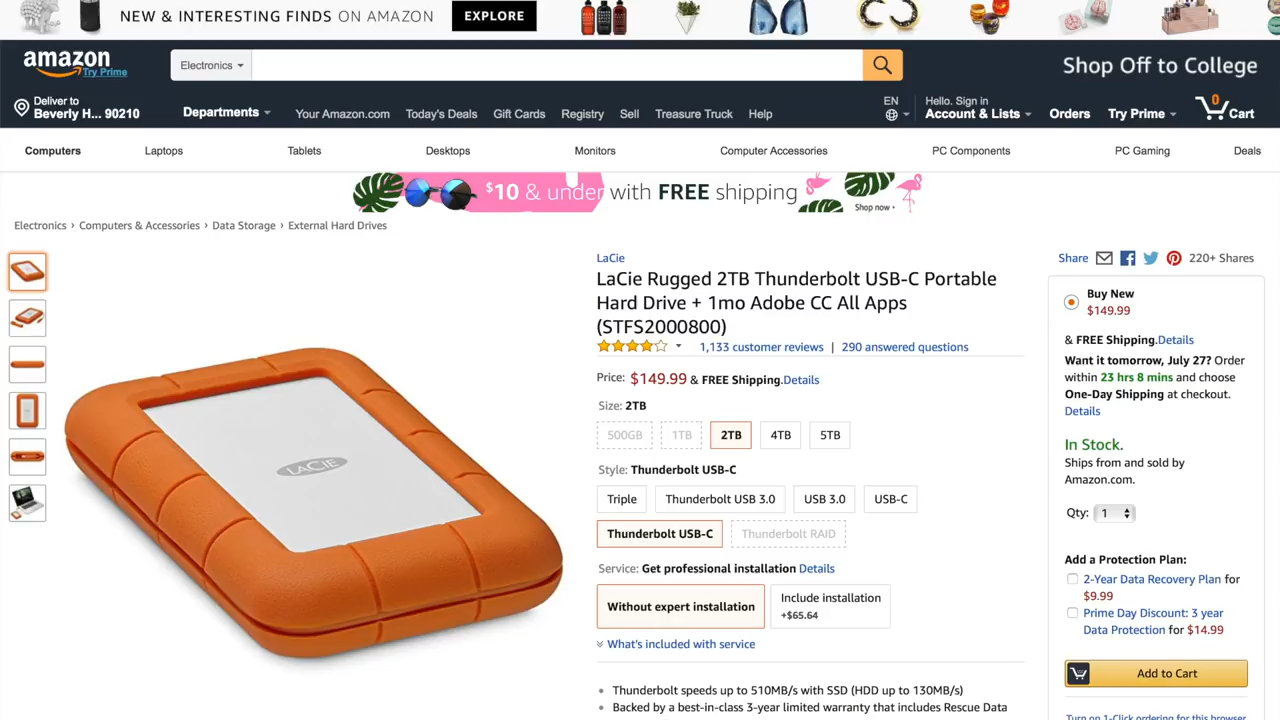 NEW & INTERESTING FINDS ON AMAZON
EXPLORE
amazon
Try Prime
Electronics
Shop Off to College
Deliver to
Beverly H... 90210
Departments
Your Amazon.com
Today's Deals
Gift Cards
Registry
Sell
Treasure Truck
Help
EN
Hello. Sign in
Account & Lists
Orders
Try Prime
0
Cart
Computers
Laptops
Tablets
Desktops
Monitors
Computer Accessories
PC Components
PC Gaming
Deals
$10 & under with FREE shipping
Shop now ›
Electronics › Computers & Accessories › Data Storage › External Hard Drives
LaCie
LaCie Rugged 2TB Thunderbolt USB-C Portable
Hard Drive + 1mo Adobe CC All Apps
(STFS2000800)
1,133 customer reviews | 290 answered questions
Price: $149.99 & FREE Shipping.Details
Size: 2TB
500GB
1TB
2TB
4TB
5TB
Style: Thunderbolt USB-C
Triple
Thunderbolt USB 3.0
USB 3.0
USB-C
Thunderbolt USB-C
Thunderbolt RAID
Service: Get professional installation Details
Without expert installation
Include installation
+$65.64
What's included with service
• Thunderbolt speeds up to 510MB/s with SSD (HDD up to 130MB/s)
• Backed by a best-in-class 3-year limited warranty that includes Rescue Data
LACIE
Share
220+ Shares
Buy New
$149.99
& FREE Shipping.Details
Want it tomorrow, July 27? Order
within 23 hrs 8 mins and choose
One-Day Shipping at checkout.
Details
In Stock.
Ships from and sold by
Amazon.com.
Qty: 1
Add a Protection Plan:
2-Year Data Recovery Plan for
$9.99
Prime Day Discount: 3 year
Data Protection for $14.99
Add to Cart
Turn on 1-Click ordering for this browser